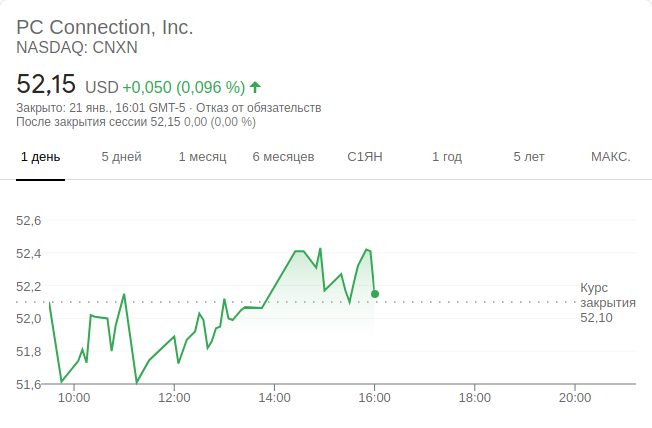 PC Connection, Inc.
NASDAQ: CNXN
52,15 USD +0,050 (0,096 %)
Закрыто: 21 янв., 16:01 GMT-5 · Отказ от обязательств
После закрытия сессии 52,15 0,00 (0,00 %)
1 день 5 дней 1 месяц 6 месяцев С1ЯН 1 год 5 лет МАКС.
52,6
52,4
52,2
52,0
51,8
51,6
Курс
закрытия
52,10
10:00 12:00 14:00 16:00 18:00 20:00